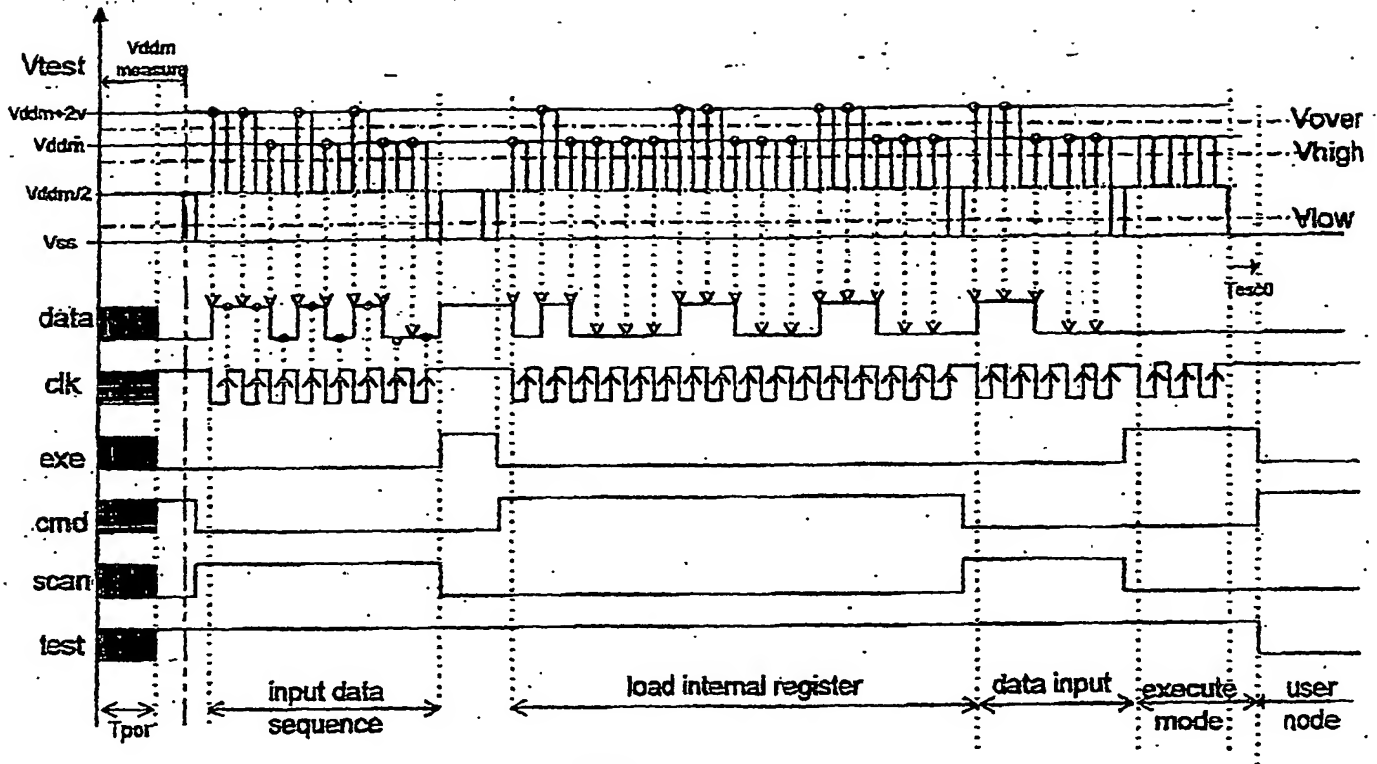 Vddm
Vtest
measure
Vddm+2v
Vover
Vddm
Vhigh
Vddm/2
Vlow
Vss
Tesc0
data
clk
exe
cmd
scan
test
input data
sequence
load internal register
data input
execute
mode
user
node
Tpor